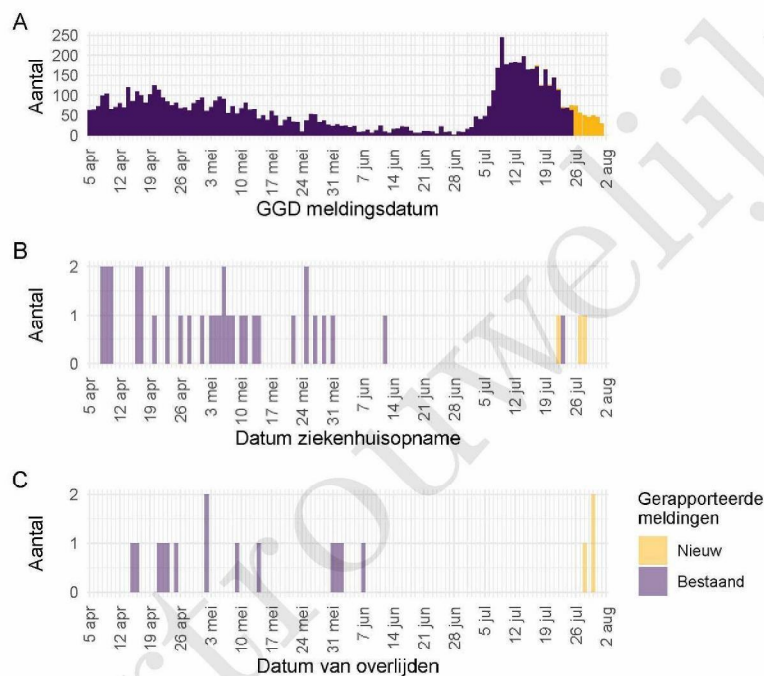 A
Aantal
250
200
150
100
50
0
5 apr
12 apr
19 apr
26 apr
3 mei
10 mei
17 mei
24 mei
31 mei
7 jun
14 jun
21 jun
28 jun
5 jul
12 jul
19 jul
26 jul
2 aug
GGD meldingsdatum
B
Aantal
2
1
0
5 apr
12 apr
19 apr
26 apr
3 mei
10 mei
17 mei
24 mei
31 mei
7 jun
14 jun
21 jun
28 jun
5 jul
12 jul
19 jul
26 jul
2 aug
Datum ziekenhuisopname
C
Aantal
2
1
0
5 apr
12 apr
19 apr
26 apr
3 mei
10 mei
17 mei
24 mei
31 mei
7 jun
14 jun
21 jun
28 jun
5 jul
12 jul
19 jul
26 jul
2 aug
Datum van overlijden
Gerapporteerde
meldingen
Nieuw
Bestaand
rtrouwelijk